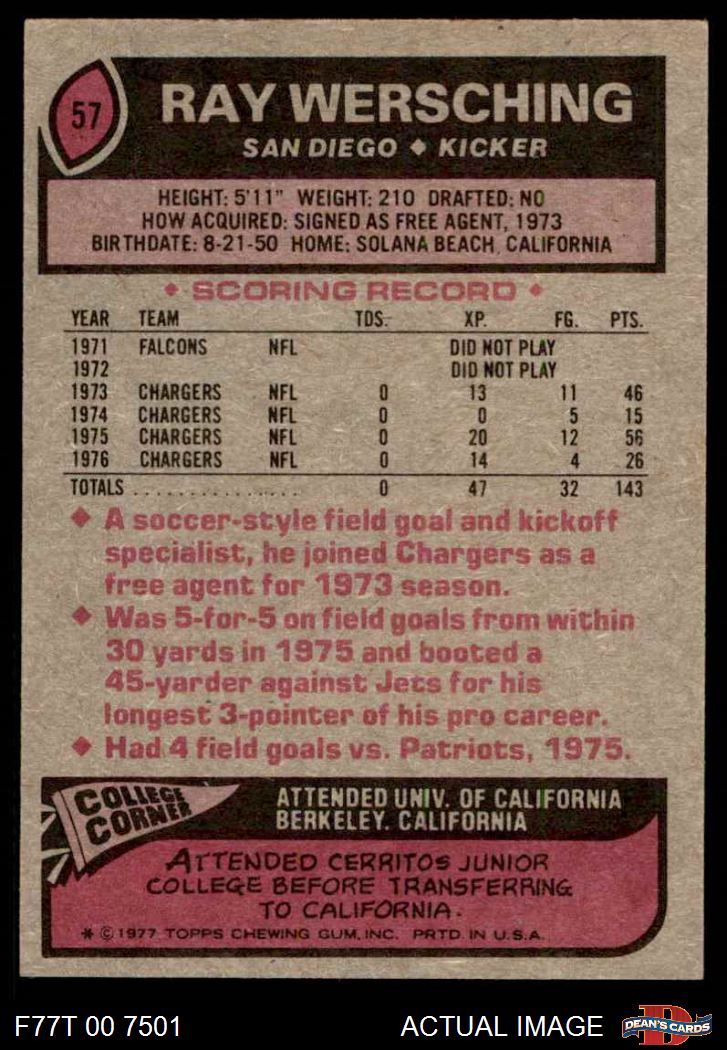 57
RAY WERSCHING
SAN DIEGO ♦ KICKER
HEIGHT: 5'11" WEIGHT: 210 DRAFTED: NO
HOW ACQUIRED: SIGNED AS FREE AGENT, 1973
BIRTHDATE: 8-21-50 HOME: SOLANA BEACH, CALIFORNIA
♦ SCORING RECORD ♦
YEAR TEAM TDS. XP. FG. PTS.
1971 FALCONS NFL DID NOT PLAY
1972 DID NOT PLAY
1973 CHARGERS NFL 0 13 11 46
1974 CHARGERS NFL 0 0 5 15
1975 CHARGERS NFL 0 20 12 56
1976 CHARGERS NFL 0 14 4 26
TOTALS ................ 0 47 32 143
♦ A soccer-style field goal and kickoff
specialist, he joined Chargers as a
free agent for 1973 season.
♦ Was 5-for-5 on field goals from within
30 yards in 1975 and booted a
45-yarder against Jets for his
longest 3-pointer of his pro career.
♦ Had 4 field goals vs. Patriots, 1975.
COLLEGE
CORNER
ATTENDED UNIV. OF CALIFORNIA
BERKELEY, CALIFORNIA
ATTENDED CERRITOS JUNIOR
COLLEGE BEFORE TRANSFERRING
TO CALIFORNIA.
* © 1977 TOPPS CHEWING GUM, INC. PRTD. IN U.S.A.
F77T 00 7501
ACTUAL IMAGE
D
DEAN'S CARDS